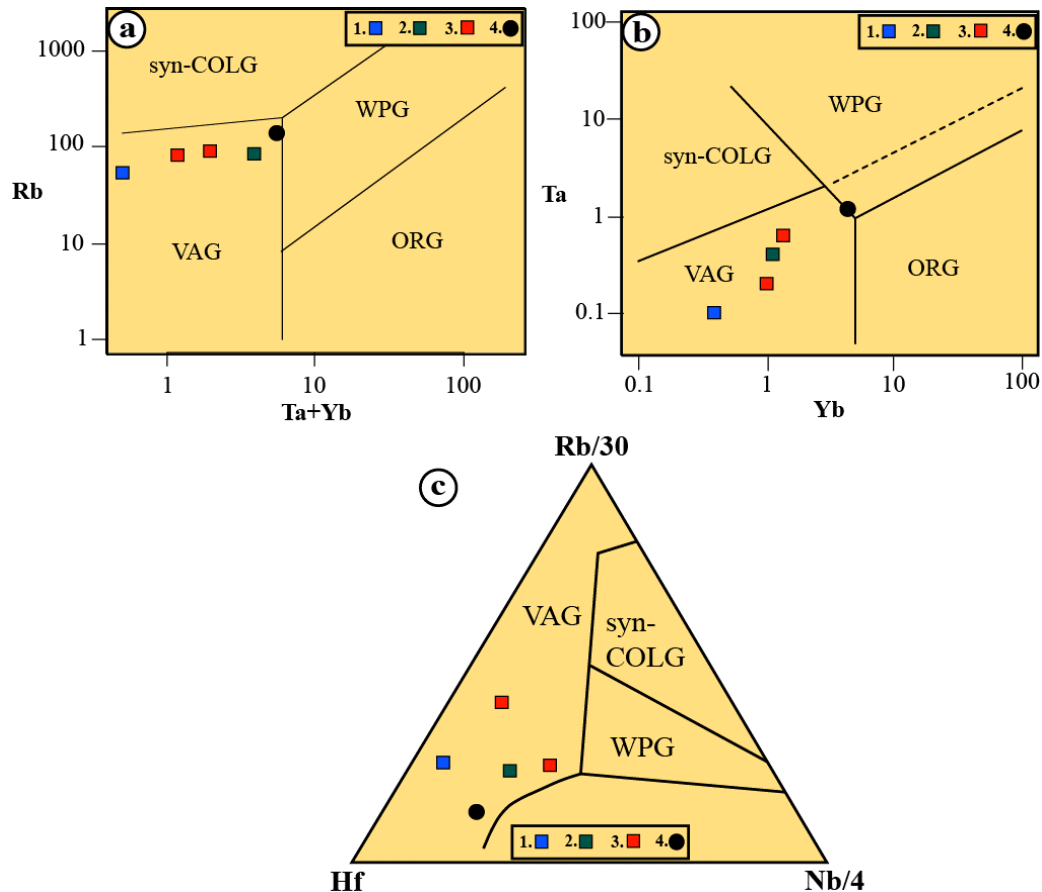 a
1. 2. 3. 4.
1000
syn-COLG
WPG
100
Rb
10
VAG
ORG
1
1 10 100
Ta+Yb
b
1. 2. 3. 4.
100
WPG
10
syn-COLG
Ta
1
VAG
ORG
0.1
0.1 1 10 100
Yb
Rb/30
c
VAG
syn-
COLG
WPG
1. 2. 3. 4.
Hf
Nb/4